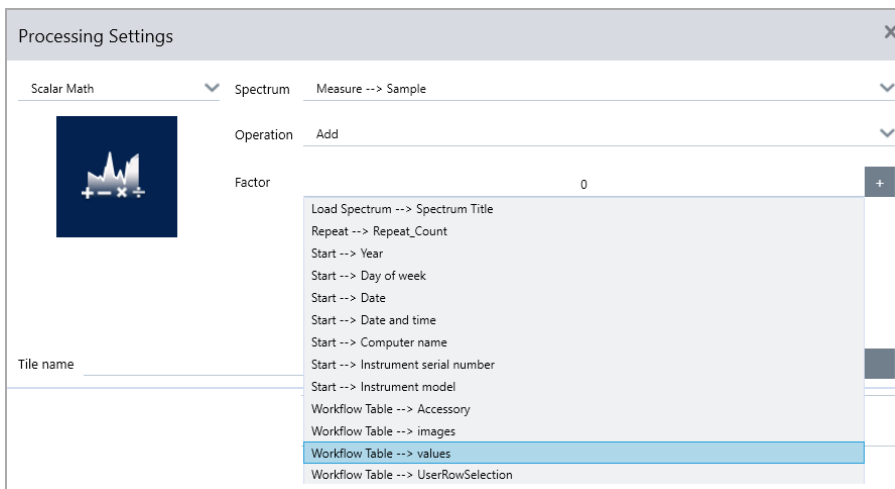 Processing Settings
Scalar Math
Spectrum
Measure --> Sample
Operation
Add
Factor
0
+
Load Spectrum --> Spectrum Title
Repeat --> Repeat_Count
Start --> Year
Start --> Day of week
Start --> Date
Start --> Date and time
Start --> Computer name
Tile name
Start --> Instrument serial number
Start --> Instrument model
Workflow Table --> Accessory
Workflow Table --> images
Workflow Table --> values
Workflow Table --> UserRowSelection